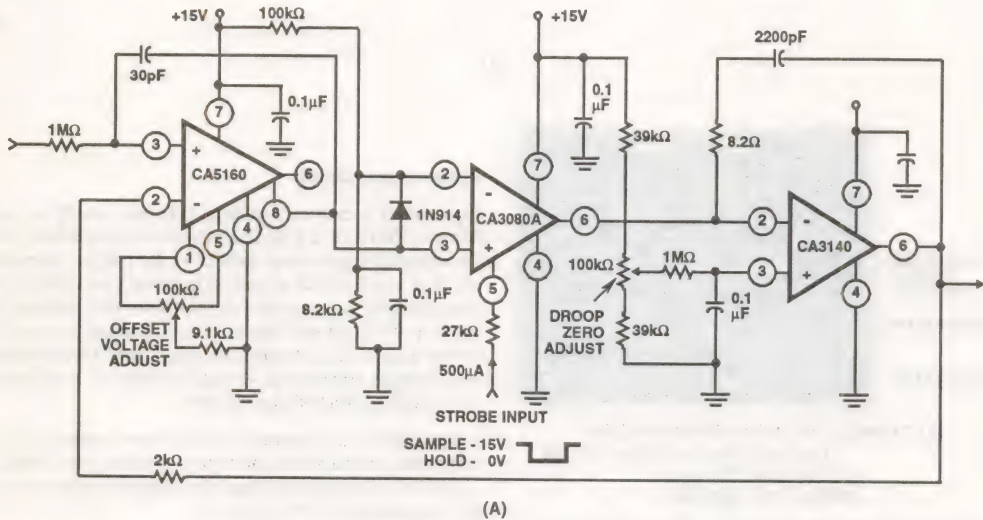 +15V
100kΩ
30pF
0.1μF
1MΩ
7
3
+
CA5160
6
2
-
8
4
5
1
100kΩ
OFFSET
VOLTAGE
ADJUST
9.1kΩ
2kΩ
2
-
1N914
CA3080A
3
+
6
7
4
5
8.2kΩ
0.1μF
27kΩ
500μA
STROBE INPUT
SAMPLE - 15V
HOLD - 0V
+15V
0.1
μF
39kΩ
100kΩ
DROOP
ZERO
ADJUST
39kΩ
1MΩ
0.1
μF
2200pF
8.2Ω
7
2
-
CA3140
6
3
+
4
(A)